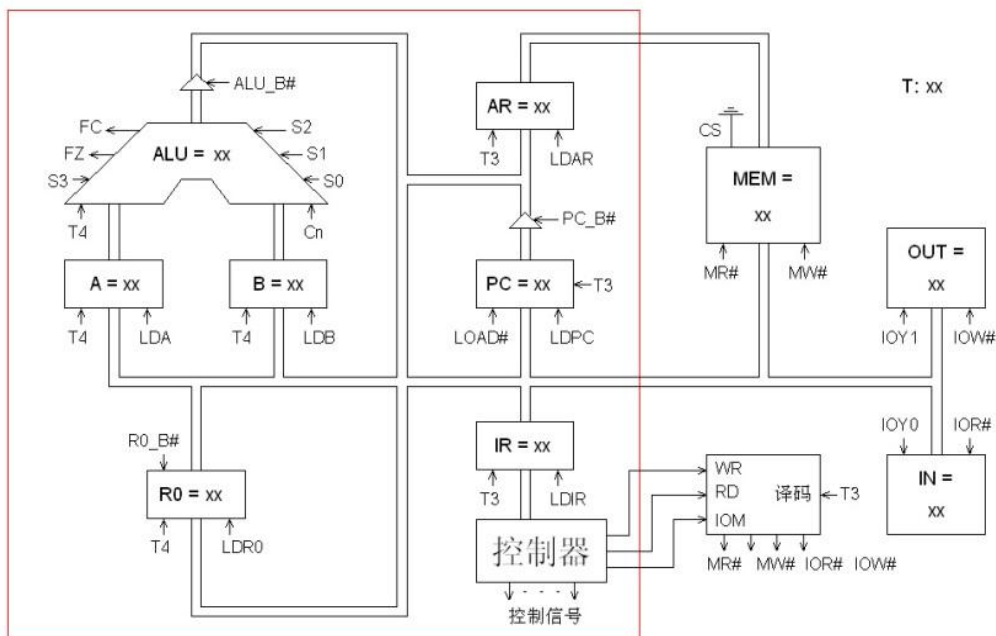 ALU_B#
FC
S2
FZ
ALU = xx
S1
S3
S0
T4
Cn
AR = xx
T3
LDAR
T: xx
CS
MEM =
xx
MR#
MW#
PC_B#
A = xx
B = xx
PC = xx
T3
T4
LDA
T4
LDB
LOAD#
LDPC
OUT =
xx
IOY1
IOW#
R0_B#
R0 = xx
T4
LDR0
IR = xx
T3
LDIR
控制器
控制信号
WR
RD
译码
T3
IOM
MR#
MW#
IOR#
IOW#
IOY0
IOR#
IN =
xx